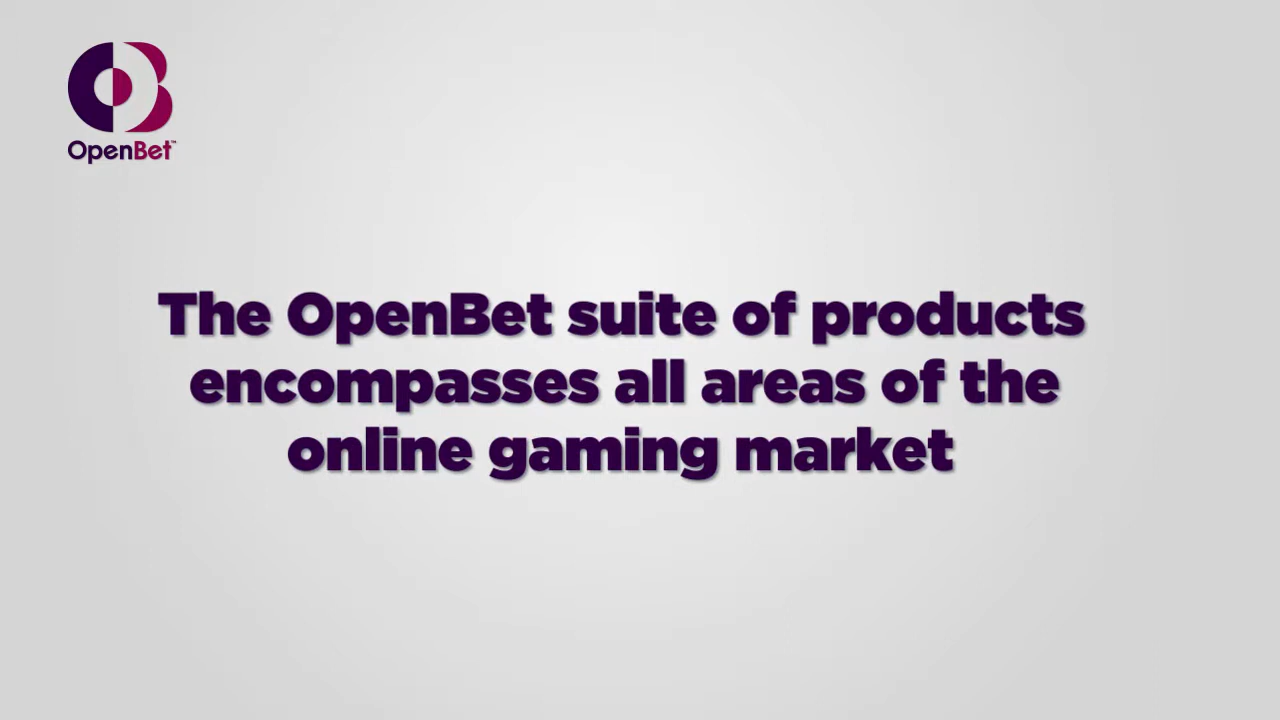 OpenBet™
The OpenBet suite of products
encompasses all areas of the
online gaming market